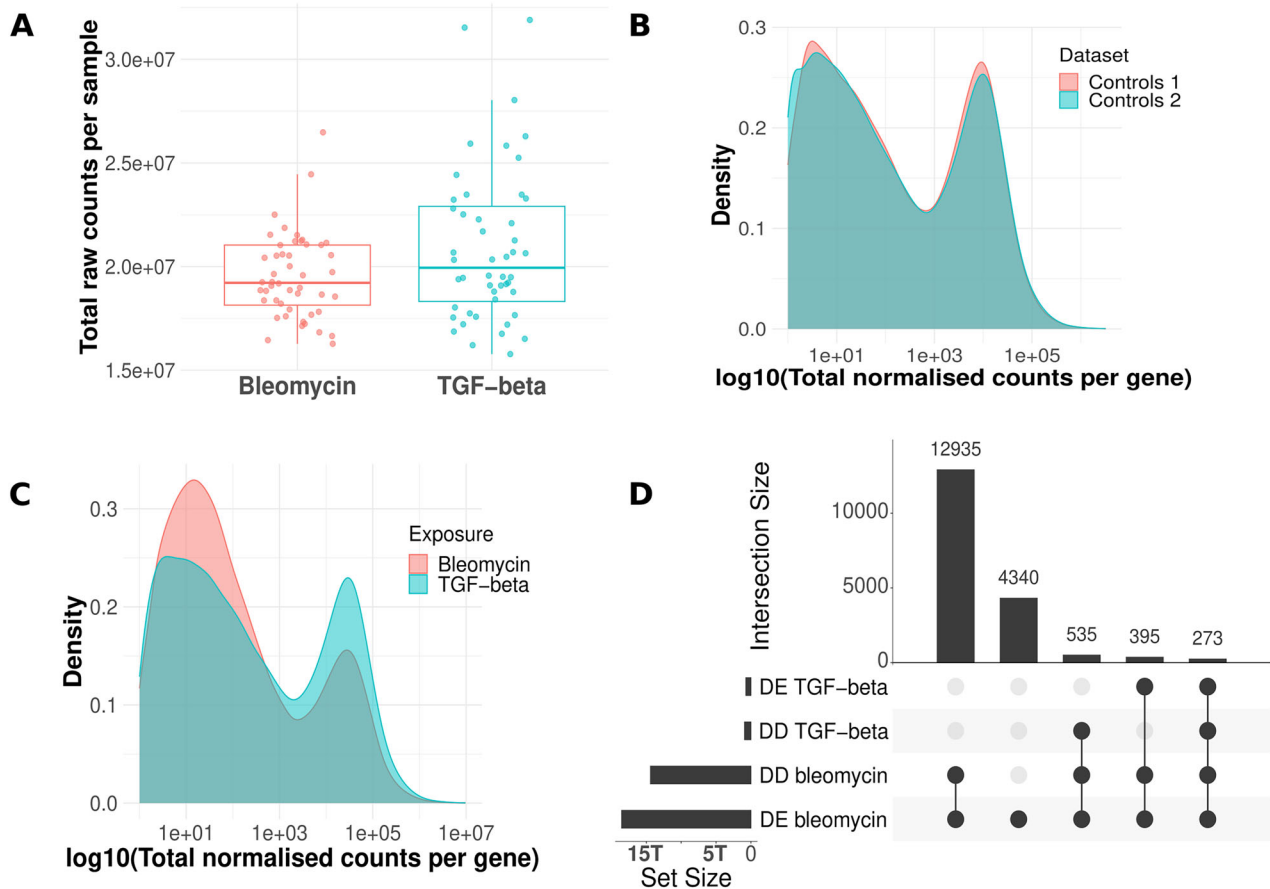 A
Total raw counts per sample
3.0e+07
2.5e+07
2.0e+07
1.5e+07
Bleomycin
TGF−beta
B
Density
0.3
0.2
0.1
0.0
Dataset
Controls 1
Controls 2
1e+01
1e+03
1e+05
log10(Total normalised counts per gene)
C
Density
0.3
0.2
0.1
0.0
Exposure
Bleomycin
TGF−beta
1e+01
1e+03
1e+05
1e+07
log10(Total normalised counts per gene)
D
Intersection Size
10000
5000
0
12935
4340
535
395
273
DE TGF−beta
DD TGF−beta
DD bleomycin
DE bleomycin
15T
5T
0
Set Size